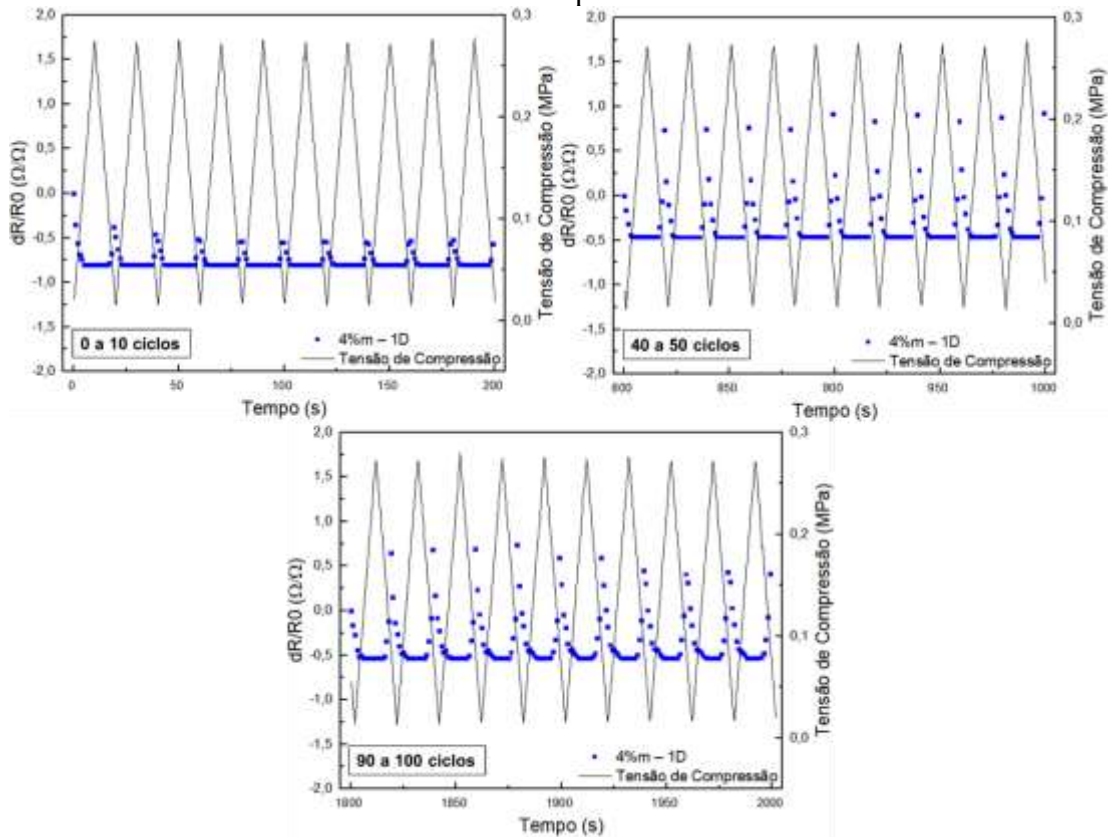 2,0
1,5
1,0
0,5
0,0
-0,5
-1,0
-1,5
-2,0
dR/R0 (Ω/Ω)
0,3
0,2
0,1
0,0
Tensão de Compressão (MPa)
0 a 10 ciclos
4%m – 1D
Tensão de Compressão
0 50 100 150 200
Tempo (s)
2,0
1,5
1,0
0,5
0,0
-0,5
-1,0
-1,5
-2,0
dR/R0 (Ω/Ω)
0,3
0,2
0,1
0,0
Tensão de Compressão (MPa)
40 a 50 ciclos
4%m – 1D
Tensão de Compressão
800 850 900 950 1000
Tempo (s)
2,0
1,5
1,0
0,5
0,0
-0,5
-1,0
-1,5
-2,0
dR/R0 (Ω/Ω)
0,3
0,2
0,1
0,0
Tensão de Compressão (MPa)
90 a 100 ciclos
4%m – 1D
Tensão de Compressão
1800 1850 1900 1950 2000
Tempo (s)